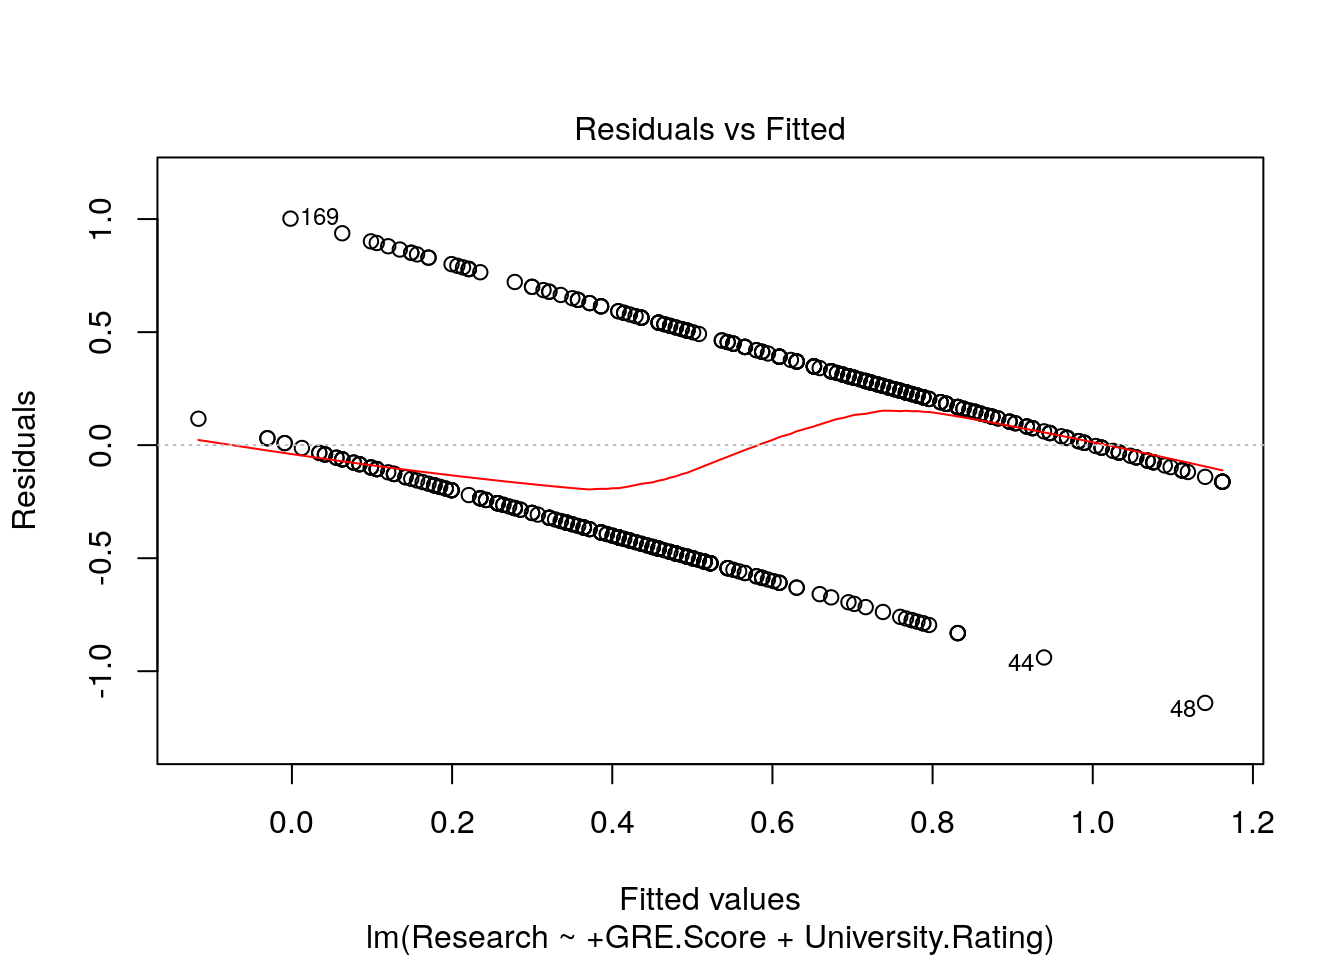 Residuals vs Fitted
Residuals
1.0
0.5
0.0
-0.5
-1.0
169
44
48
0.0 0.2 0.4 0.6 0.8 1.0 1.2
Fitted values
lm(Research ~ +GRE.Score + University.Rating)